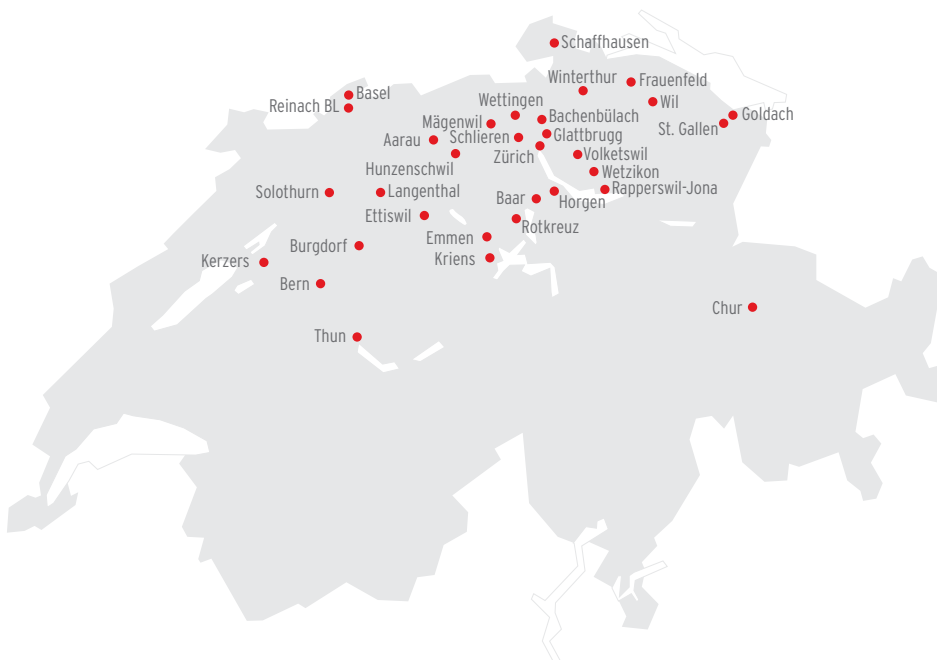 Schaffhausen
Winterthur
Frauenfeld
Basel
Wil
Reinach BL
Wettingen
Goldach
Bachenbülach
Mägenwil
St. Gallen
Glattbrugg
Schlieren
Aarau
Zürich
Volketswil
Hunzenschwil
Wetzikon
Rapperswil-Jona
Solothurn
Langenthal
Baar
Horgen
Ettiswil
Rotkreuz
Emmen
Burgdorf
Kriens
Kerzers
Bern
Chur
Thun